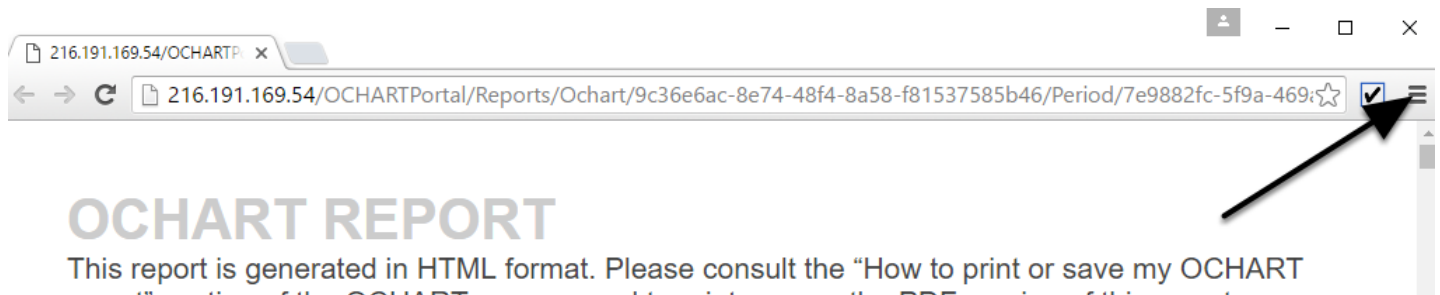 216.191.169.54/OCHARTP
216.191.169.54/OCHARTPortal/Reports/Ochart/9c36e6ac-8e74-48f4-8a58-f81537585b46/Period/7e9882fc-5f9a-469
OCHART REPORT
This report is generated in HTML format. Please consult the “How to print or save my OCHART